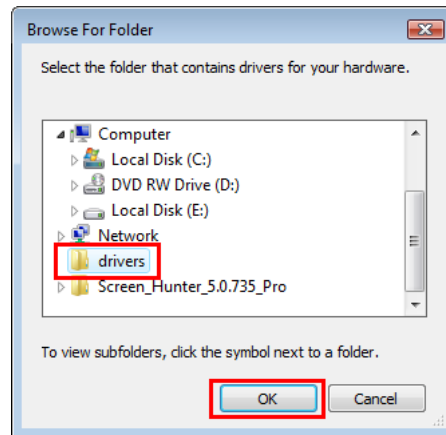 Browse For Folder
Select the folder that contains drivers for your hardware.
Computer
Local Disk (C:)
DVD RW Drive (D:)
Local Disk (E:)
Network
drivers
Screen_Hunter_5.0.735_Pro
To view subfolders, click the symbol next to a folder.
OK Cancel